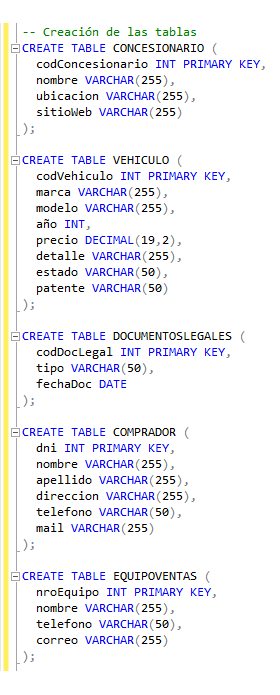 -- Creación de las tablas
CREATE TABLE CONCESIONARIO (
codConcesionario INT PRIMARY KEY,
nombre VARCHAR(255),
ubicacion VARCHAR(255),
sitioWeb VARCHAR(255)
);
CREATE TABLE VEHICULO (
codVehiculo INT PRIMARY KEY,
marca VARCHAR(255),
modelo VARCHAR(255),
año INT,
precio DECIMAL(19,2),
detalle VARCHAR(255),
estado VARCHAR(50),
patente VARCHAR(50)
);
CREATE TABLE DOCUMENTOSLEGALES (
codDocLegal INT PRIMARY KEY,
tipo VARCHAR(50),
fechaDoc DATE
);
CREATE TABLE COMPRADOR (
dni INT PRIMARY KEY,
nombre VARCHAR(255),
apellido VARCHAR(255),
direccion VARCHAR(255),
telefono VARCHAR(50),
mail VARCHAR(255)
);
CREATE TABLE EQUIPOVENTAS (
nroEquipo INT PRIMARY KEY,
nombre VARCHAR(255),
telefono VARCHAR(50),
correo VARCHAR(255)
);